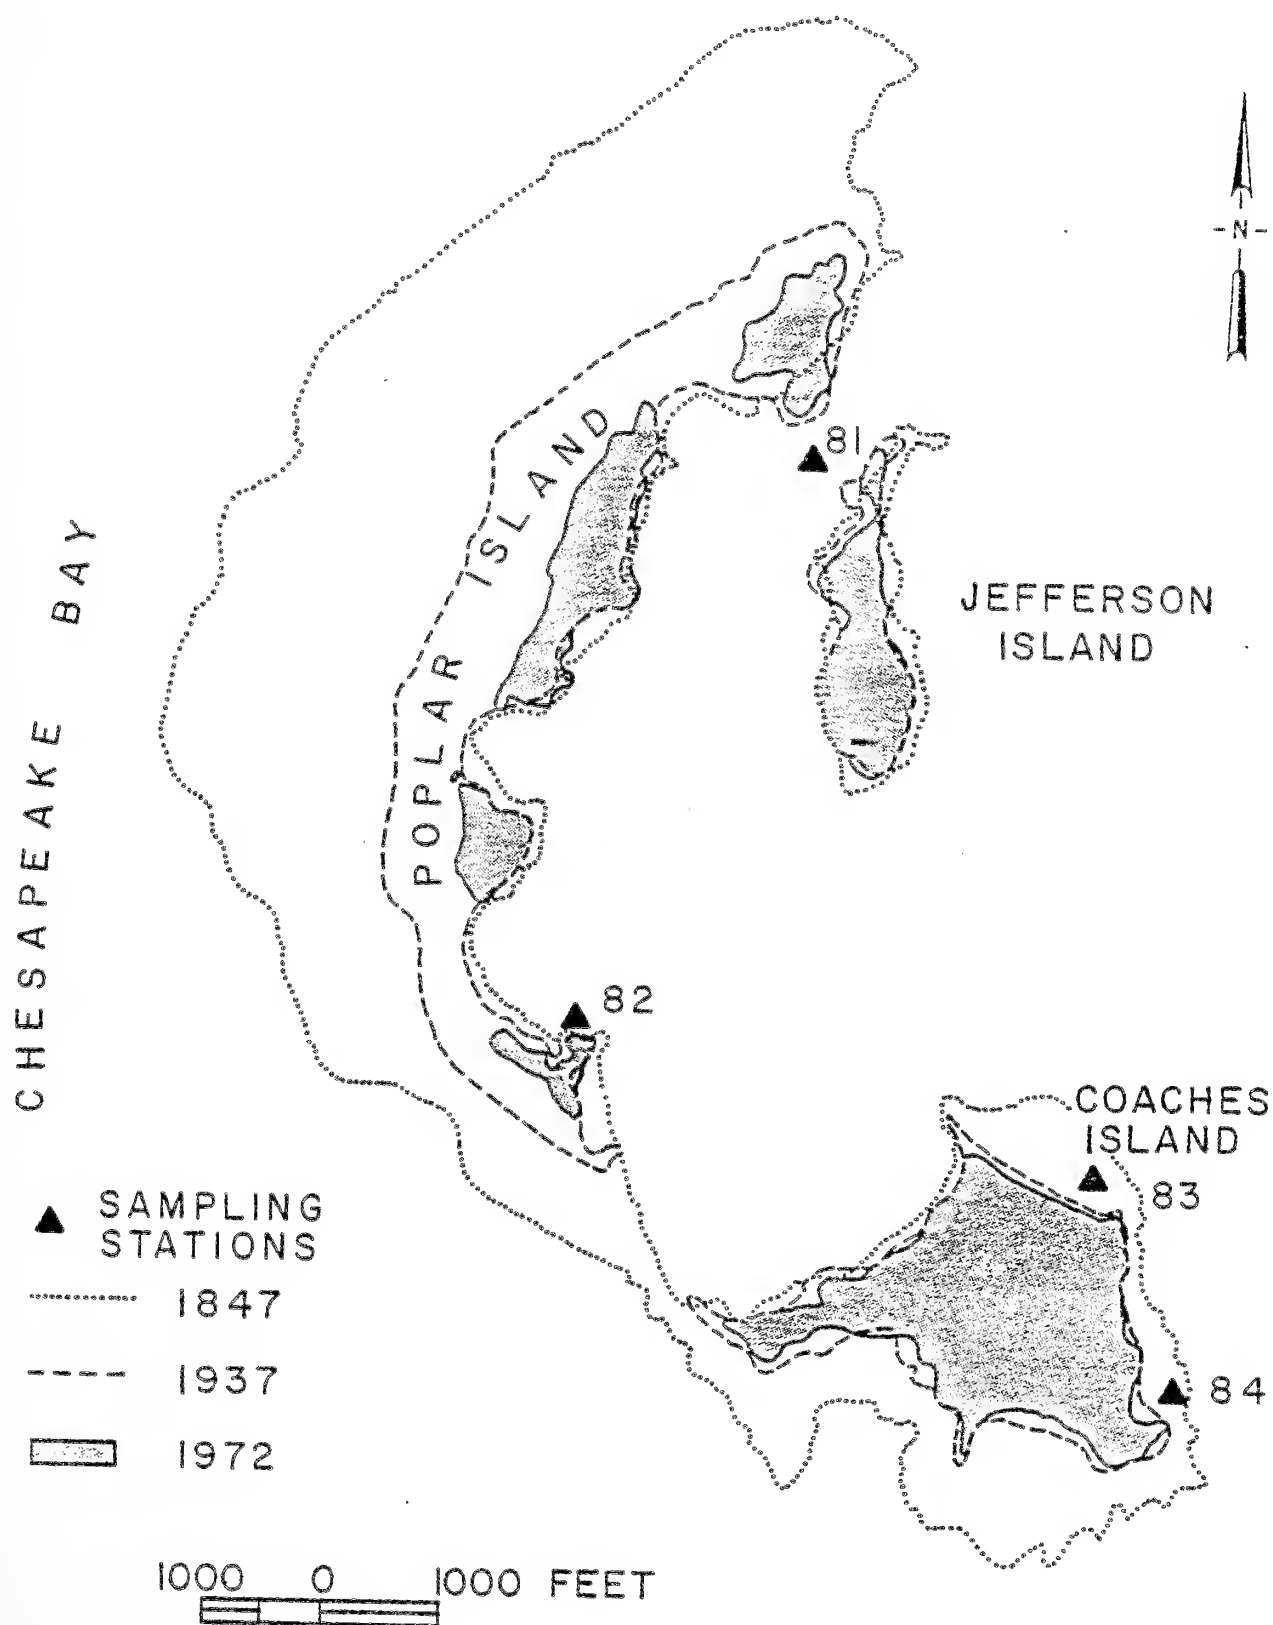 N
81
POPLAR ISLAND
CHESAPEAKE BAY
JEFFERSON
ISLAND
82
COACHES
ISLAND
83
84
SAMPLING
STATIONS
1847
1937
1972
1000 0 1000 FEET